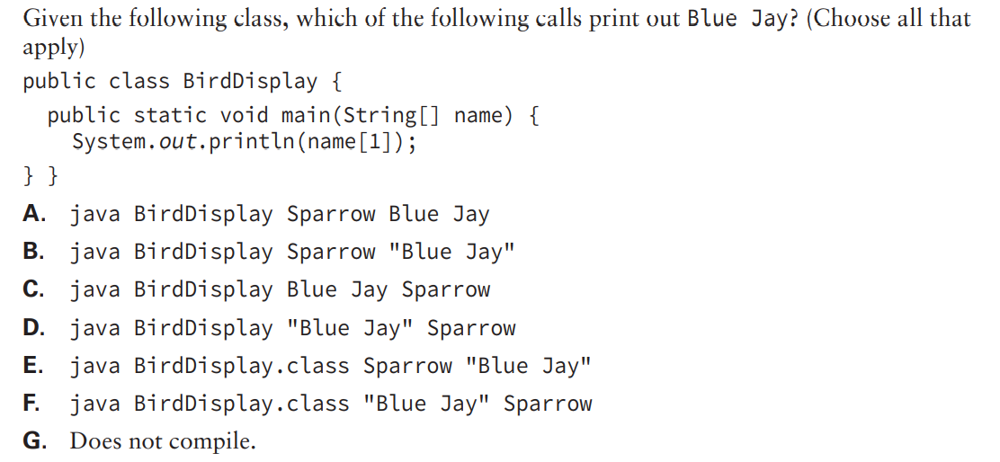 Given the following class, which of the following calls print out Blue Jay? (Choose all that
apply)
public class BirdDisplay {
public static void main(String[] name) {
System.out.println(name[1]);
} }
A. java BirdDisplay Sparrow Blue Jay
B. java BirdDisplay Sparrow "Blue Jay"
C. java BirdDisplay Blue Jay Sparrow
D. java BirdDisplay "Blue Jay" Sparrow
E. java BirdDisplay.class Sparrow "Blue Jay"
F. java BirdDisplay.class "Blue Jay" Sparrow
G. Does not compile.